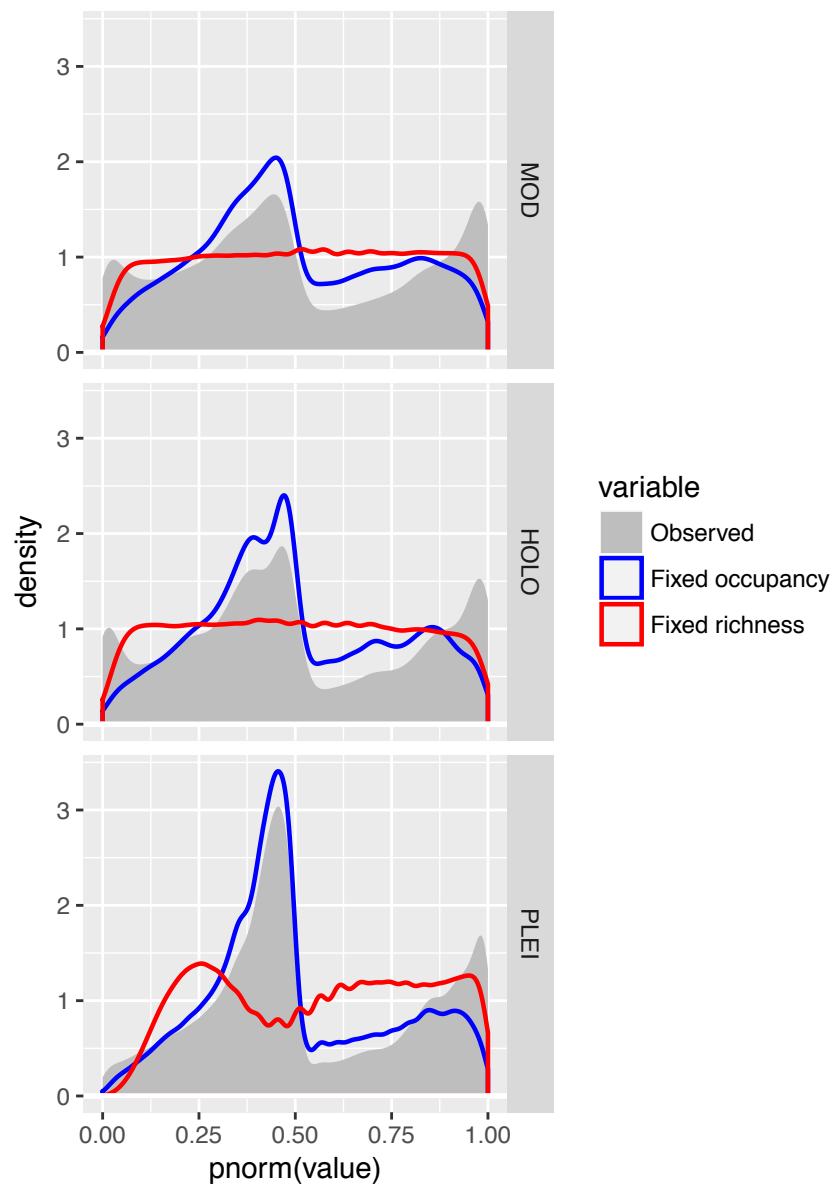 3
2
1
0
MOD
3
2
1
0
HOLO
3
2
1
0
PLEI
0.00 0.25 0.50 0.75 1.00
pnorm(value)
density
variable
Observed
Fixed occupancy
Fixed richness